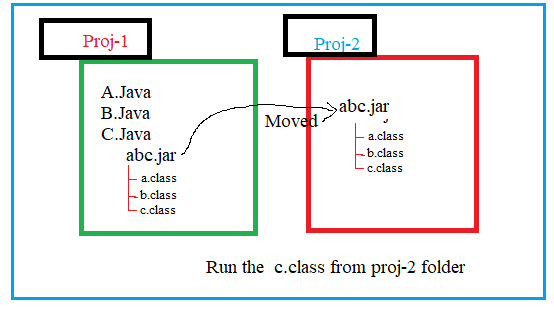 Proj-1
A.Java
B.Java
C.Java
abc.jar
a.class
b.class
c.class
Moved
Proj-2
abc.jar
a.class
b.class
c.class
Run the c.class from proj-2 folder